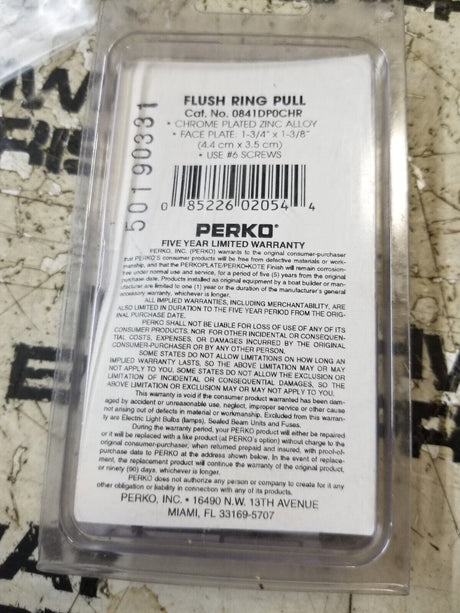 FLUSH RING PULL
Cat. No. 0841DP0CHR
• CHROME PLATED ZINC ALLOY
• FACE PLATE: 1-3/4" x 1-3/8"
(4.4 cm x 3.5 cm)
• USE #6 SCREWS
50190331
0 85226 02054 4
PERKO®
FIVE YEAR LIMITED WARRANTY
PERKO, INC. (PERKO) warrants to the original consumer-purchaser
that PERKO'S consumer products will be free from defective materials or work-
manship, and that the PERKOPLATE/PERKO-KOTE Finish will remain corrosion-
free under normal use and service, for a period of five (5) years from the original
purchase date. Products installed as original equipment by a boat builder or man-
ufacturer are limited to one (1) year or the duration of the manufacturer's general
accessory warranty, whichever is longer.
ALL IMPLIED WARRANTIES, INCLUDING MERCHANTABILITY, ARE
ALSO LIMITED IN DURATION TO THE FIVE YEAR PERIOD FROM THE ORIG-
INAL PURCHASE DATE.
PERKO SHALL NOT BE LIABLE FOR LOSS OF USE OF ANY OF ITS
CONSUMER PRODUCTS, NOR FOR OTHER INCIDENTAL OR CONSEQUEN-
TIAL COSTS, EXPENSES, OR DAMAGES INCURRED BY THE ORIGINAL
CONSUMER-PURCHASER OR BY ANY OTHER PERSON.
SOME STATES DO NOT ALLOW LIMITATIONS ON HOW LONG AN
IMPLIED WARRANTY LASTS, SO THE ABOVE LIMITATION MAY OR MAY
NOT APPLY TO YOU. SOME STATES DO NOT ALLOW THE EXCLUSION OR
LIMITATION OF INCIDENTAL OR CONSEQUENTIAL DAMAGES, SO THE
ABOVE LIMITATION OR EXCLUSION MAY OR MAY NOT APPLY TO YOU.
This warranty is void if the consumer product warranted has been dam-
aged by accident or unreasonable use, neglect, improper service or other cause
not arising out of defects in material or workmanship. Excluded from this warran-
ty are Electric Light Bulbs (lamps), Sealed Beam Units and Fuses.
During the warranty period, your PERKO product will either be repaired
or it will be replaced with a like product (at PERKO's option) without charge to the
original consumer-purchaser, when returned prepaid and insured, with proof-of-
purchase date to PERKO at the address shown below. In the event of replace-
ment, the replacement product will continue the warranty of the original product,
or ninety (90) days, whichever is longer.
PERKO does not authorize any person or company to create for it any
other obligation or liability in connection with any of its products.
PERKO, INC. • 16490 N.W. 13TH AVENUE
MIAMI, FL 33169-5707